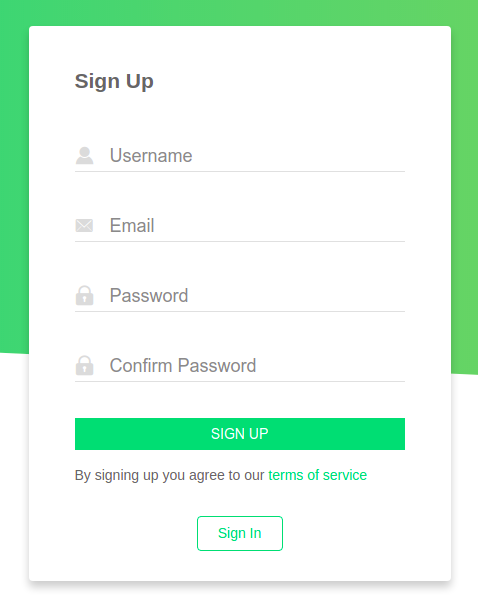 Sign Up
Username
Email
Password
Confirm Password
SIGN UP
By signing up you agree to our terms of service
Sign In